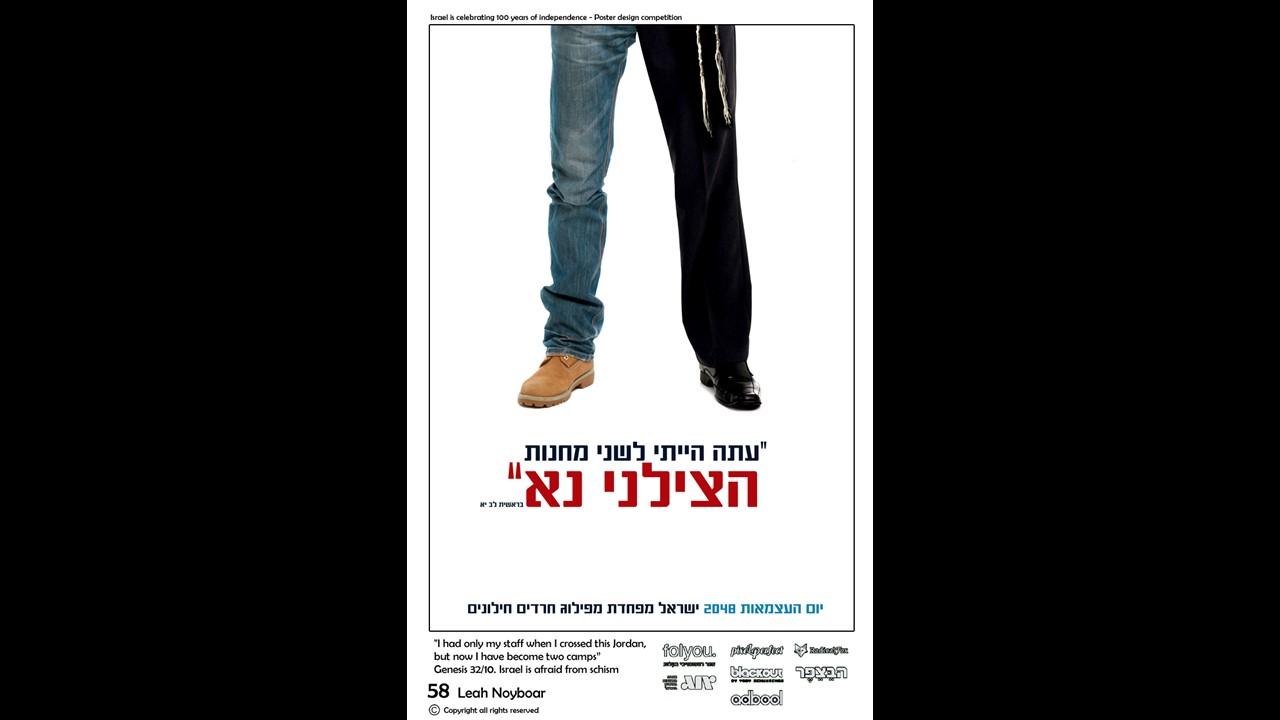 Israel is celebrating 100 years of independence - Poster design competition
"עתה הייתי לשני מחנות
הצילני נא"
בראשית לב יא
יום העצמאות 2048 ישראל מפחדת מפילוג חרדים חילונים
"I had only my staff when I crossed this Jordan,
but now I have become two camps"
Genesis 32/10. Israel is afraid from schism
58 Leah Noyboar
© Copyright all rights reserved
folyou.
pixelperfect
RadicalFox
blackout
הבצפר
adbool